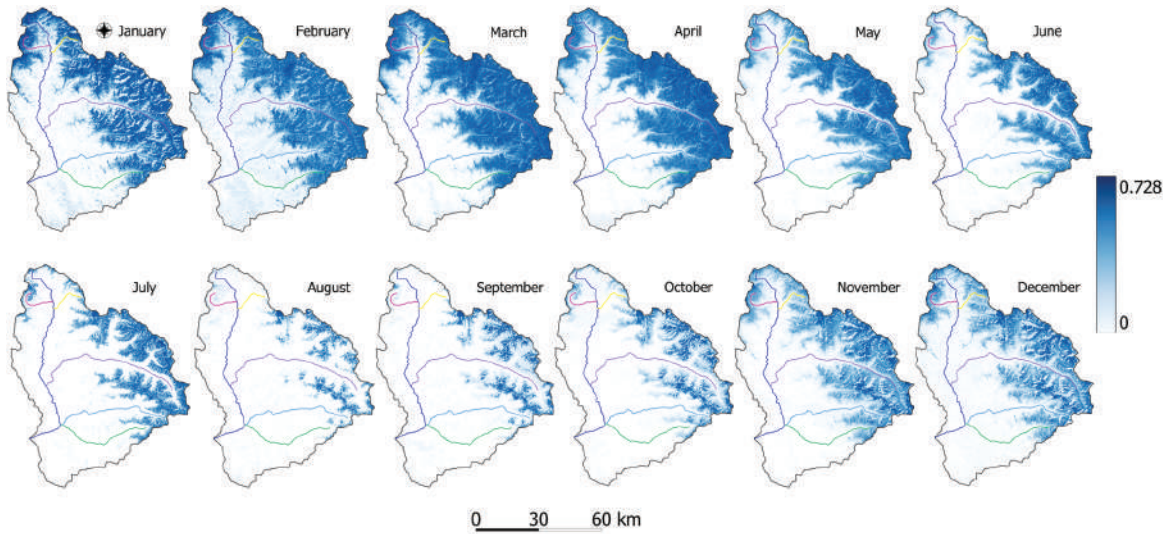 January
February
March
April
May
June
0.728
0
July
August
September
October
November
December
0 30 60 km